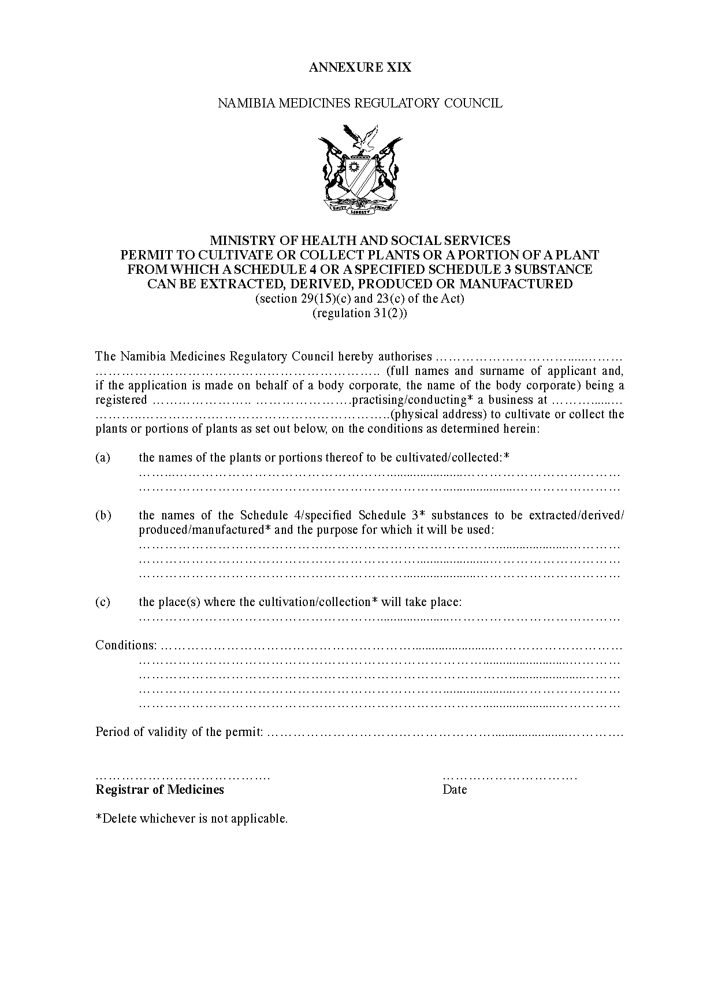 ANNEXURE XIX
NAMIBIA MEDICINES REGULATORY COUNCIL
UNITY LIBERTY JUSTICE
MINISTRY OF HEALTH AND SOCIAL SERVICES
PERMIT TO CULTIVATE OR COLLECT PLANTS OR A PORTION OF A PLANT
FROM WHICH A SCHEDULE 4 OR A SPECIFIED SCHEDULE 3 SUBSTANCE
CAN BE EXTRACTED, DERIVED, PRODUCED OR MANUFACTURED
(section 29(15)(c) and 23(c) of the Act)
(regulation 31(2))
The Namibia Medicines Regulatory Council hereby authorises ………………………….....………
……………………………………………………….. (full names and surname of applicant and,
if the application is made on behalf of a body corporate, the name of the body corporate) being a
registered ………………….. ………………….practising/conducting* a business at ……….....…
………..…………….…………………………………..(physical address) to cultivate or collect the
plants or portions of plants as set out below, on the conditions as determined herein:
(a) the names of the plants or portions thereof to be cultivated/collected:*
……..…………………………………………......................………………………………
……………………………………………………………......................……………………
(b) the names of the Schedule 4/specified Schedule 3* substances to be extracted/derived/
produced/manufactured* and the purpose for which it will be used:
………………………………………………………………………......................…………
………………………………………………………......................…………………………
……………………………………………………......................……………………………
(c) the place(s) where the cultivation/collection* will take place:
………………………………………………......................…………………………………
Conditions: …………………………………………………......................…………………………
……………………………………………………………………......................……………
…………………………………………………………………………......................………
……………………………………………………………......................……………………
……………………………………………………………………......................……………
Period of validity of the permit: ……………………………………………......................………….
………………………………….
Registrar of Medicines
………………………….
Date
*Delete whichever is not applicable.